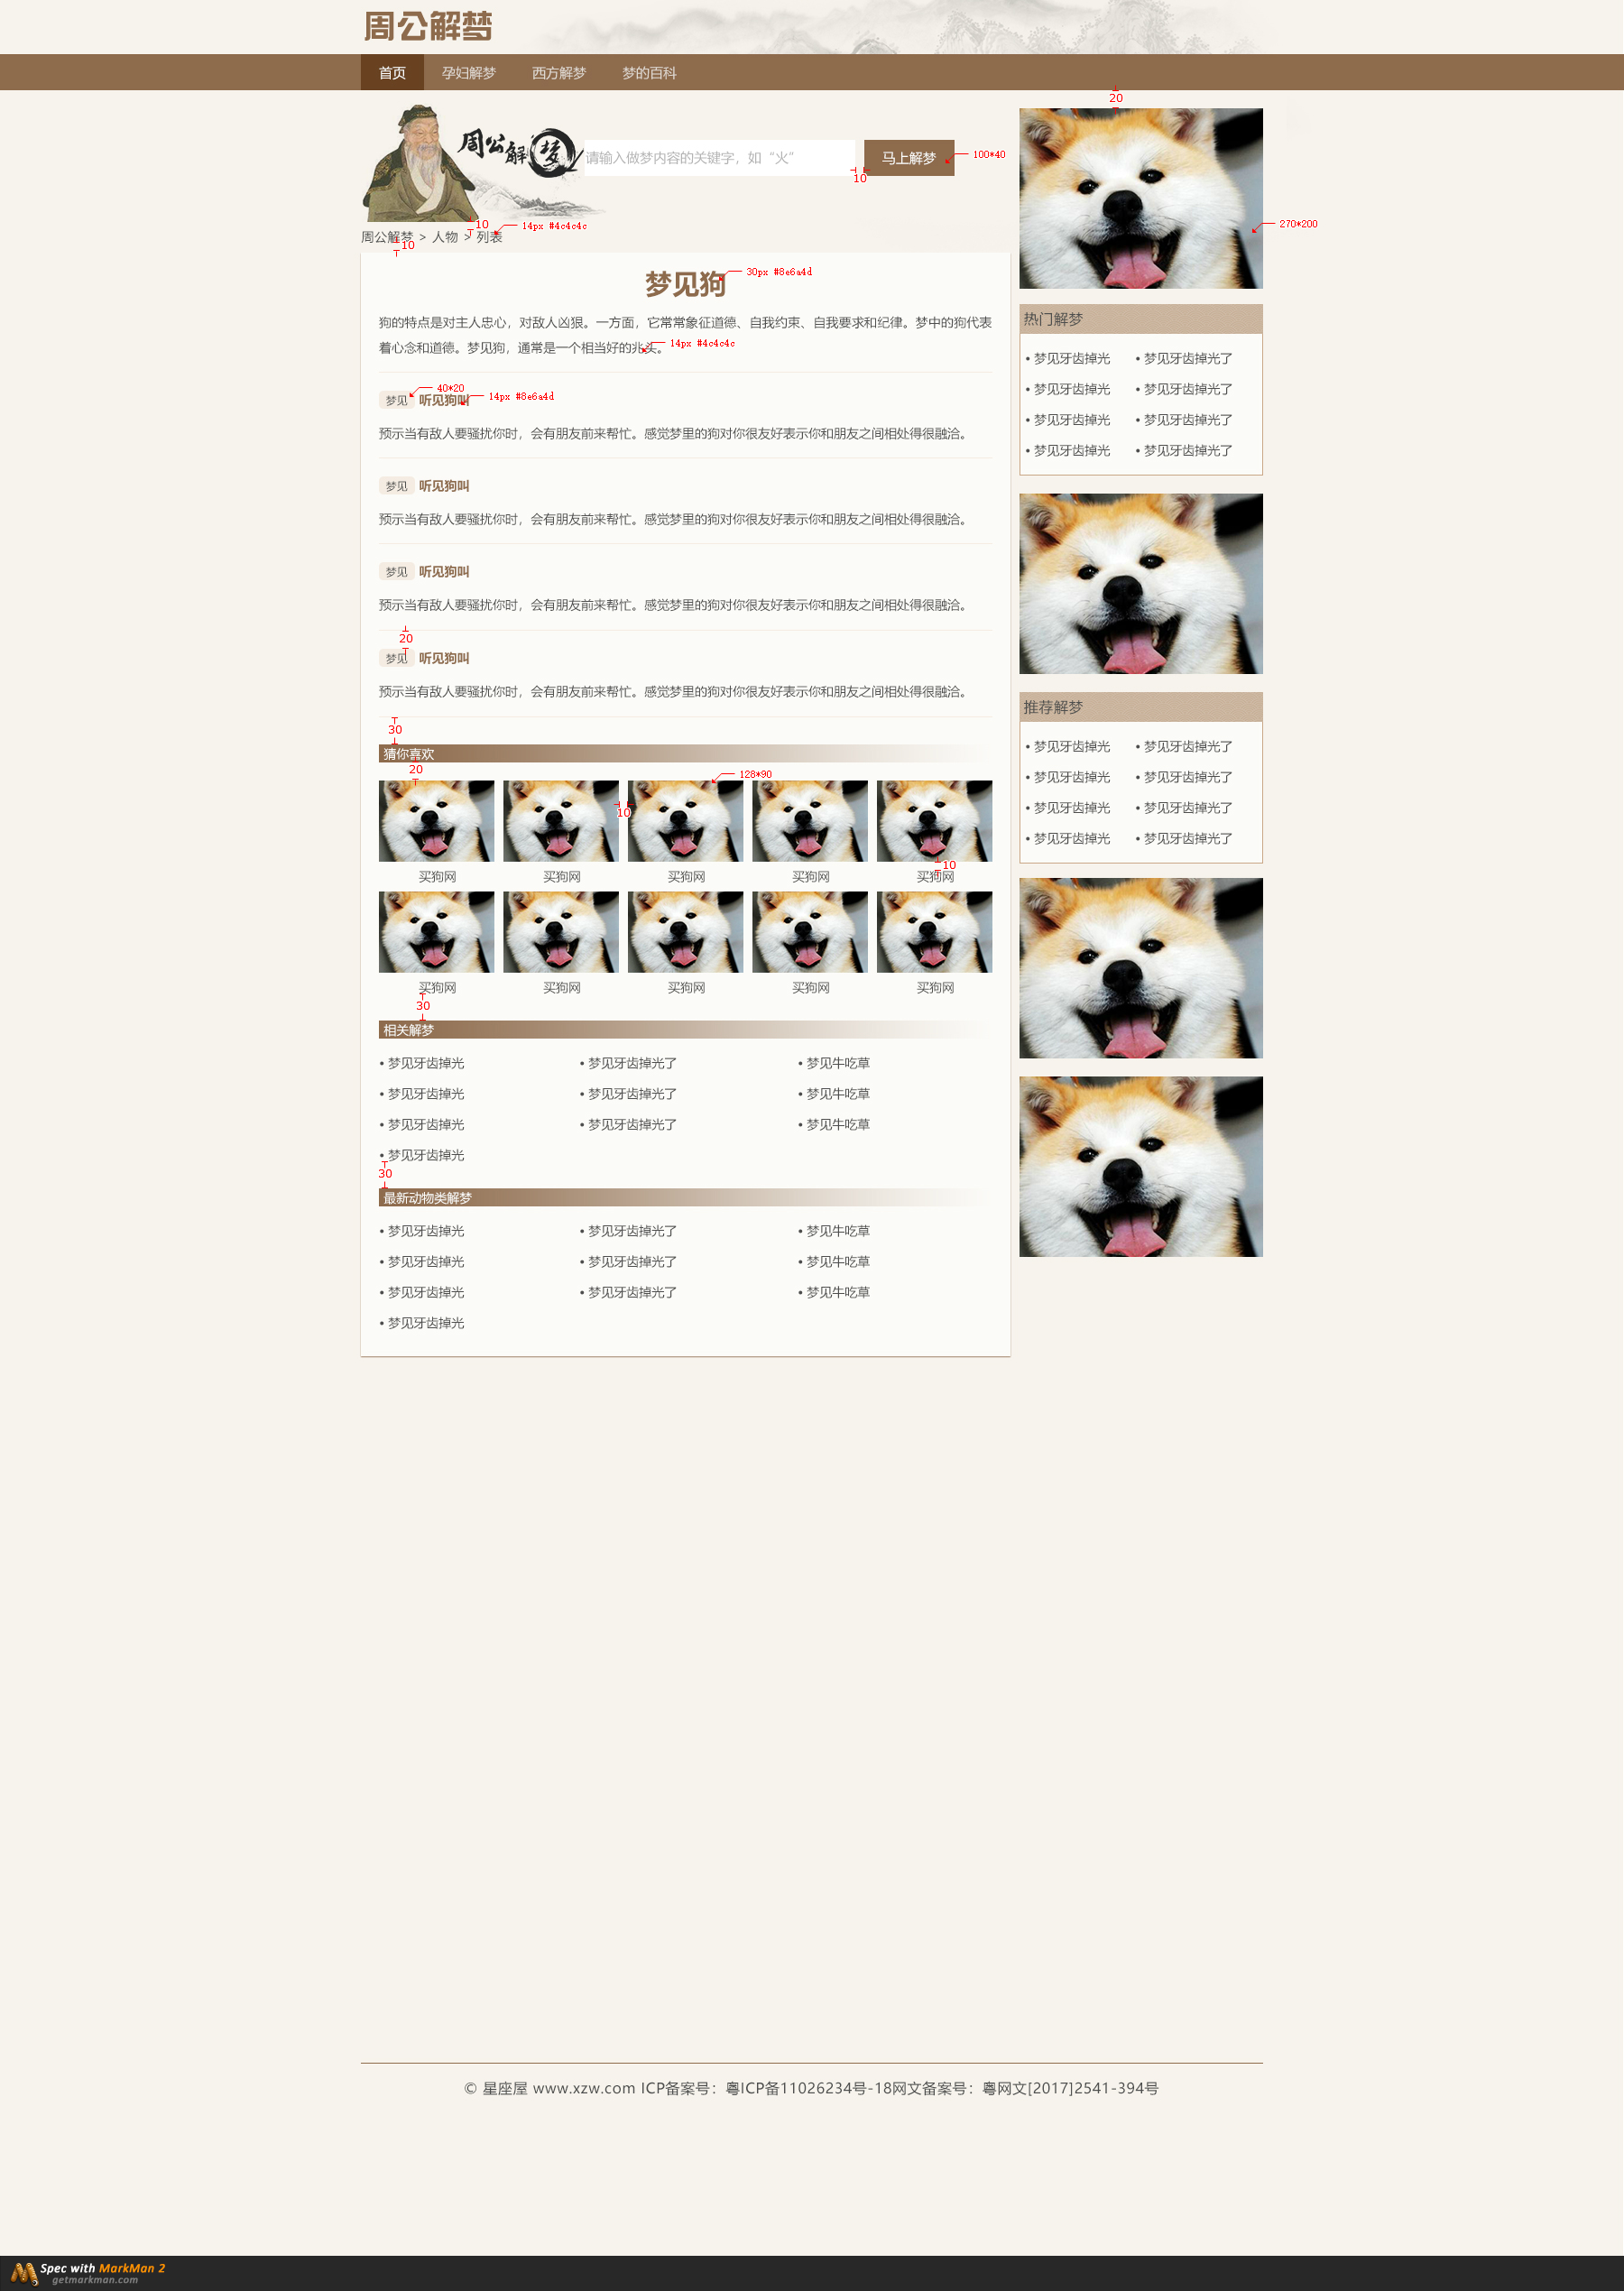 周公解梦
首页 孕妇解梦 西方解梦 梦的百科
20
周公解梦
请输入做梦内容的关键字，如“火”
马上解梦
100*40
10
270*200
10
14px #4c4c4c
周公解梦 > 人物 > 列表
10
梦见狗
30px #8e6a4d
狗的特点是对主人忠心，对敌人凶狠。一方面，它常常象征道德、自我约束、自我要求和纪律。梦中的狗代表
着心念和道德。梦见狗，通常是一个相当好的兆头。
14px #4c4c4c
40*20
14px #8e6a4d
梦见 听见狗叫
预示当有敌人要骚扰你时，会有朋友前来帮忙。感觉梦里的狗对你很友好表示你和朋友之间相处得很融洽。
梦见 听见狗叫
预示当有敌人要骚扰你时，会有朋友前来帮忙。感觉梦里的狗对你很友好表示你和朋友之间相处得很融洽。
梦见 听见狗叫
预示当有敌人要骚扰你时，会有朋友前来帮忙。感觉梦里的狗对你很友好表示你和朋友之间相处得很融洽。
20
梦见 听见狗叫
预示当有敌人要骚扰你时，会有朋友前来帮忙。感觉梦里的狗对你很友好表示你和朋友之间相处得很融洽。
30
猜你喜欢
20
128*90
10
10
买狗网 买狗网 买狗网 买狗网 买狗网
买狗网 买狗网 买狗网 买狗网 买狗网
30
相关解梦
• 梦见牙齿掉光 • 梦见牙齿掉光了 • 梦见牛吃草
• 梦见牙齿掉光 • 梦见牙齿掉光了 • 梦见牛吃草
• 梦见牙齿掉光 • 梦见牙齿掉光了 • 梦见牛吃草
• 梦见牙齿掉光
30
最新动物类解梦
• 梦见牙齿掉光 • 梦见牙齿掉光了 • 梦见牛吃草
• 梦见牙齿掉光 • 梦见牙齿掉光了 • 梦见牛吃草
• 梦见牙齿掉光 • 梦见牙齿掉光了 • 梦见牛吃草
• 梦见牙齿掉光
热门解梦
• 梦见牙齿掉光 • 梦见牙齿掉光了
• 梦见牙齿掉光 • 梦见牙齿掉光了
• 梦见牙齿掉光 • 梦见牙齿掉光了
• 梦见牙齿掉光 • 梦见牙齿掉光了
推荐解梦
• 梦见牙齿掉光 • 梦见牙齿掉光了
• 梦见牙齿掉光 • 梦见牙齿掉光了
• 梦见牙齿掉光 • 梦见牙齿掉光了
• 梦见牙齿掉光 • 梦见牙齿掉光了
© 星座屋 www.xzw.com ICP备案号：粤ICP备11026234号-18网文备案号：粤网文[2017]2541-394号
Spec with MarkMan 2
getmarkman.com